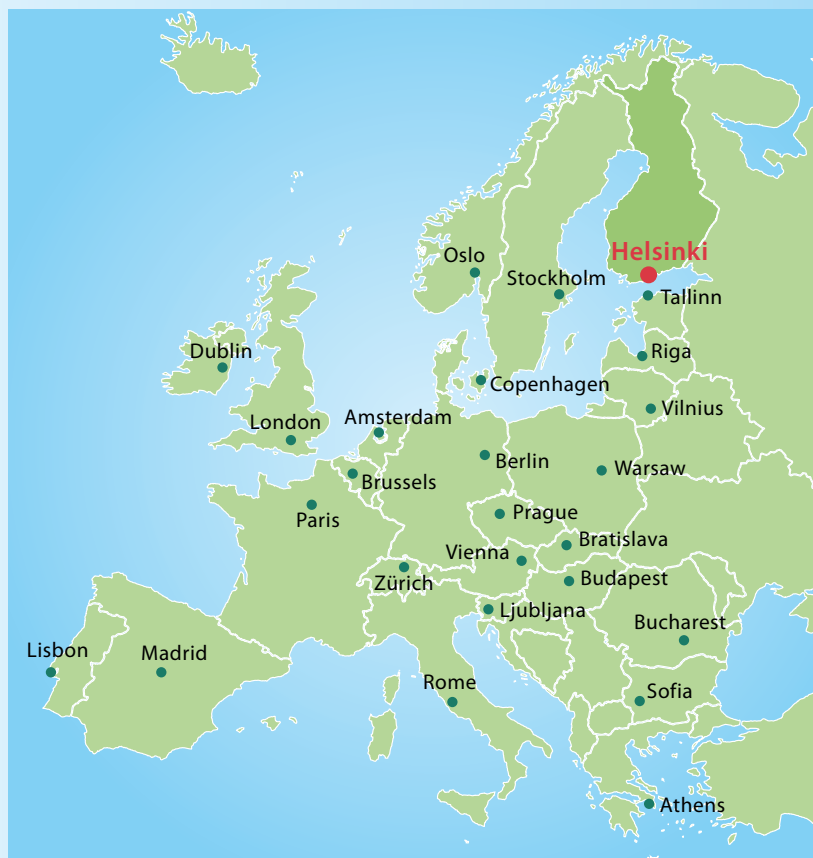 Helsinki
Oslo
Stockholm
Tallinn
Dublin
Riga
Copenhagen
Vilnius
London
Amsterdam
Berlin
Warsaw
Brussels
Paris
Prague
Bratislava
Vienna
Zürich
Budapest
Ljubljana
Bucharest
Lisbon
Madrid
Rome
Sofia
Athens